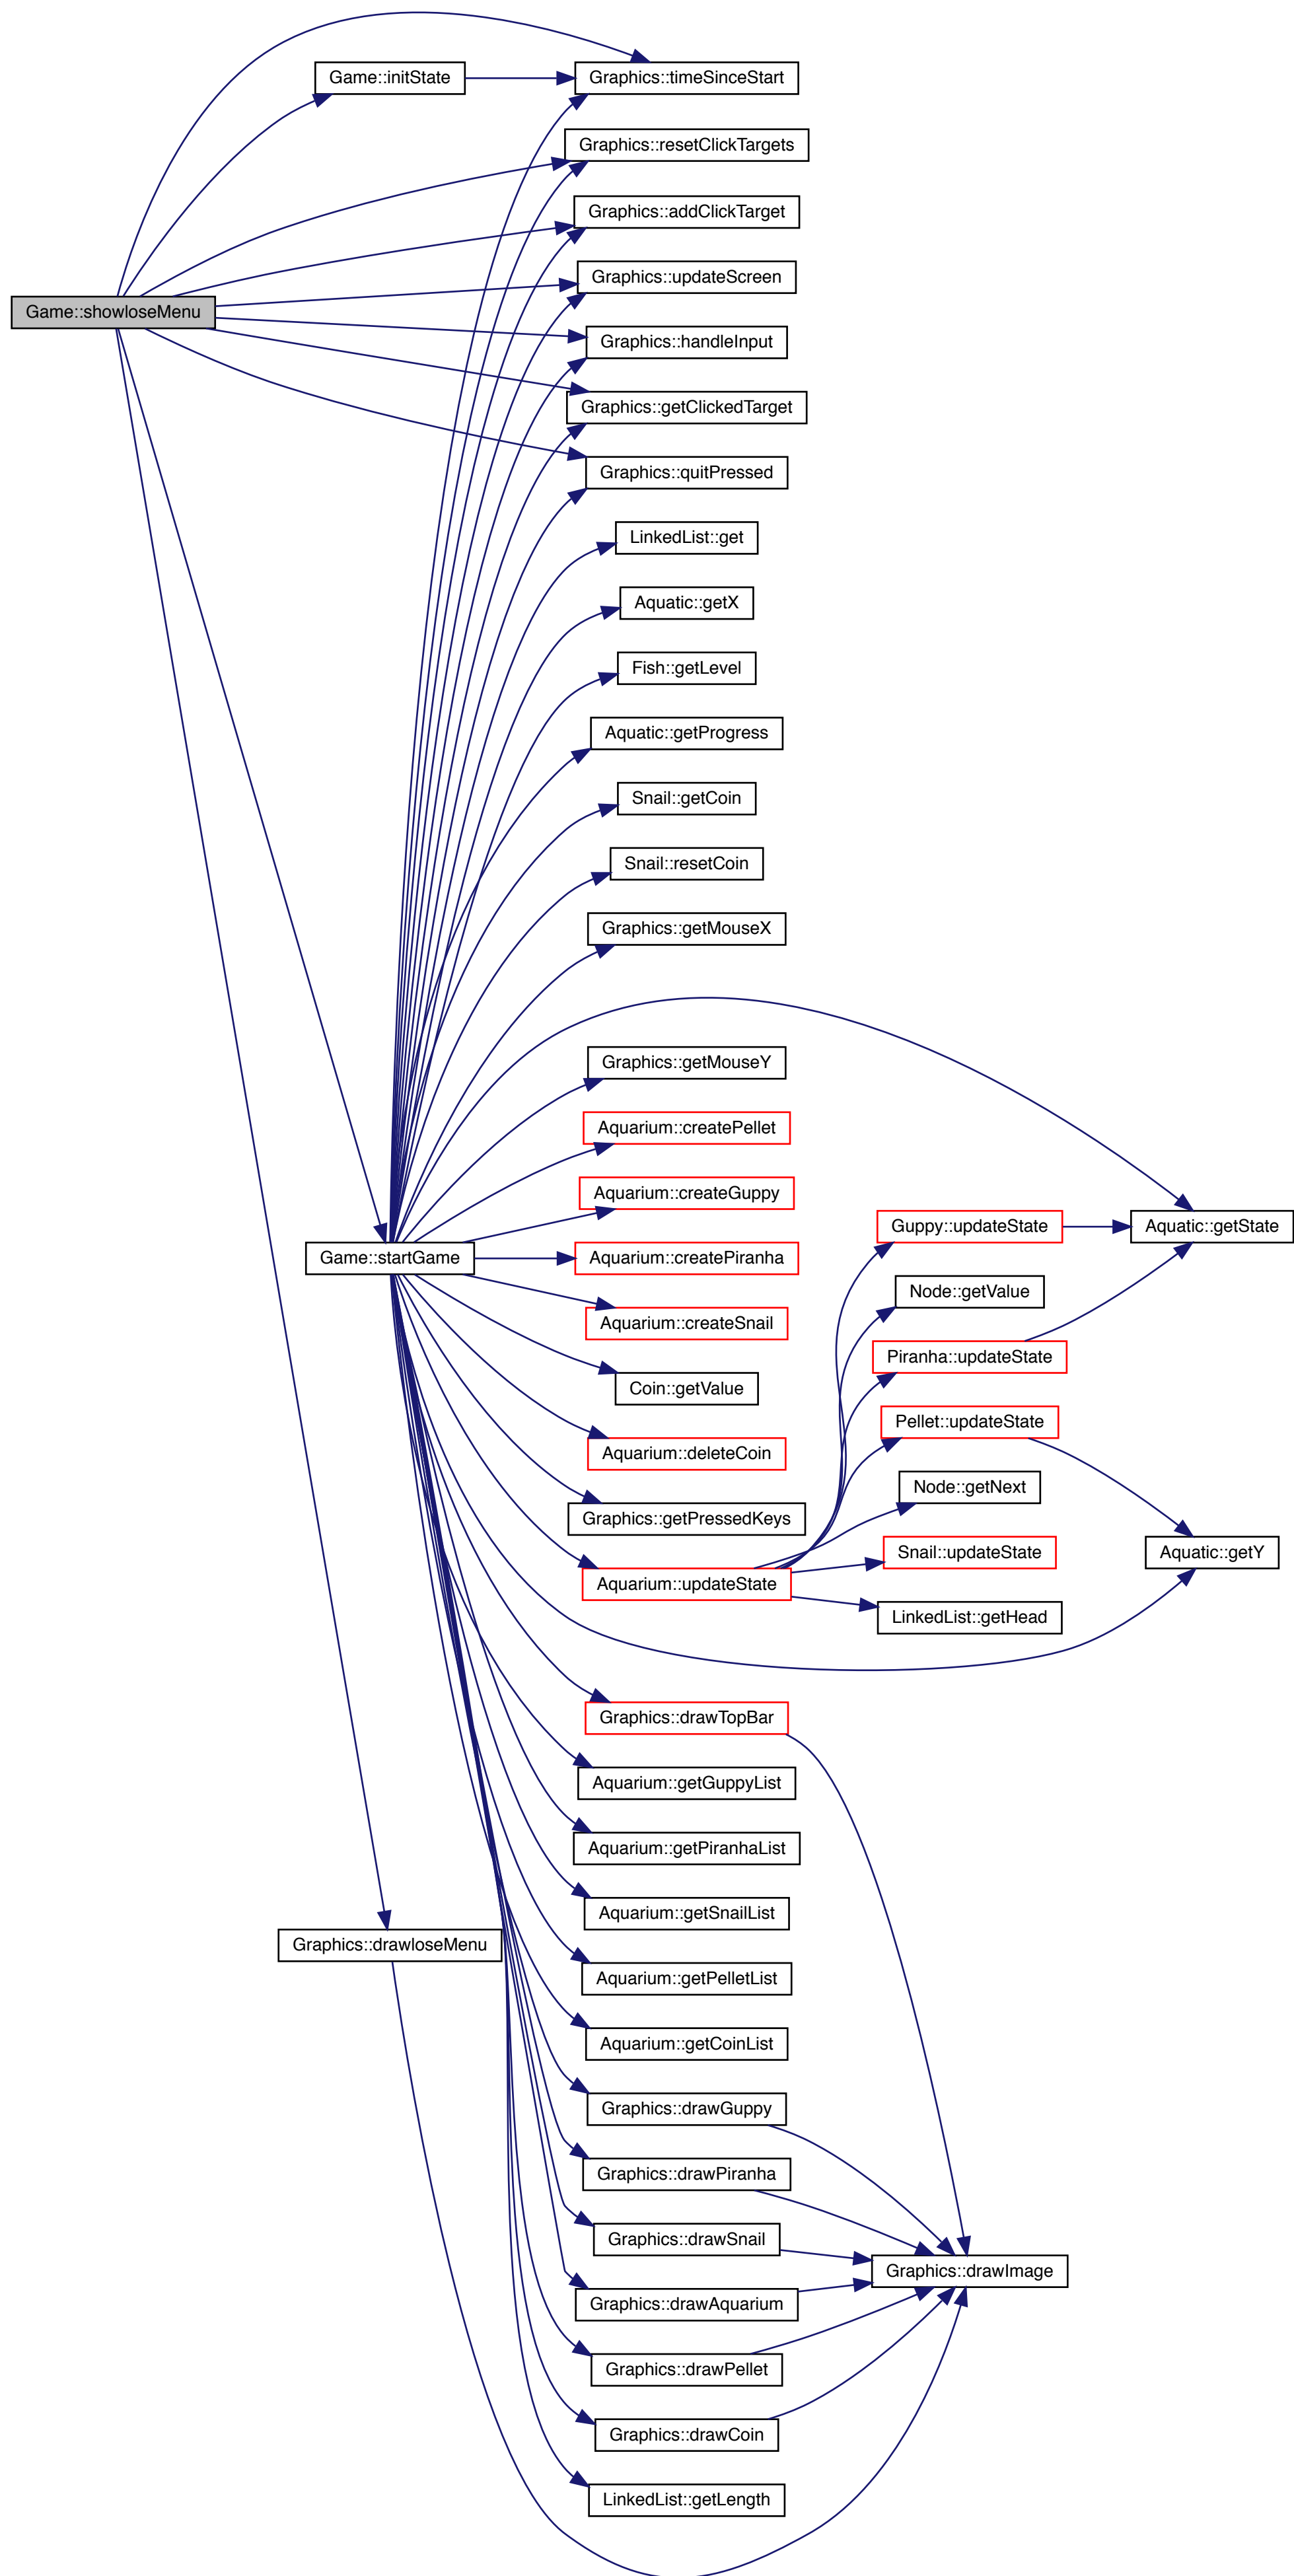 Game::showloseMenu
Game::initState
Graphics::timeSinceStart
Graphics::resetClickTargets
Graphics::addClickTarget
Graphics::updateScreen
Graphics::handleInput
Graphics::getClickedTarget
Graphics::quitPressed
LinkedList::get
Aquatic::getX
Fish::getLevel
Aquatic::getProgress
Snail::getCoin
Snail::resetCoin
Graphics::getMouseX
Graphics::getMouseY
Aquarium::createPellet
Aquarium::createGuppy
Game::startGame
Aquarium::createPiranha
Aquarium::createSnail
Coin::getValue
Aquarium::deleteCoin
Graphics::getPressedKeys
Aquarium::updateState
Guppy::updateState
Aquatic::getState
Node::getValue
Piranha::updateState
Pellet::updateState
Node::getNext
Snail::updateState
Aquatic::getY
LinkedList::getHead
Graphics::drawTopBar
Aquarium::getGuppyList
Aquarium::getPiranhaList
Aquarium::getSnailList
Graphics::drawloseMenu
Aquarium::getPelletList
Aquarium::getCoinList
Graphics::drawGuppy
Graphics::drawPiranha
Graphics::drawSnail
Graphics::drawImage
Graphics::drawAquarium
Graphics::drawPellet
Graphics::drawCoin
LinkedList::getLength